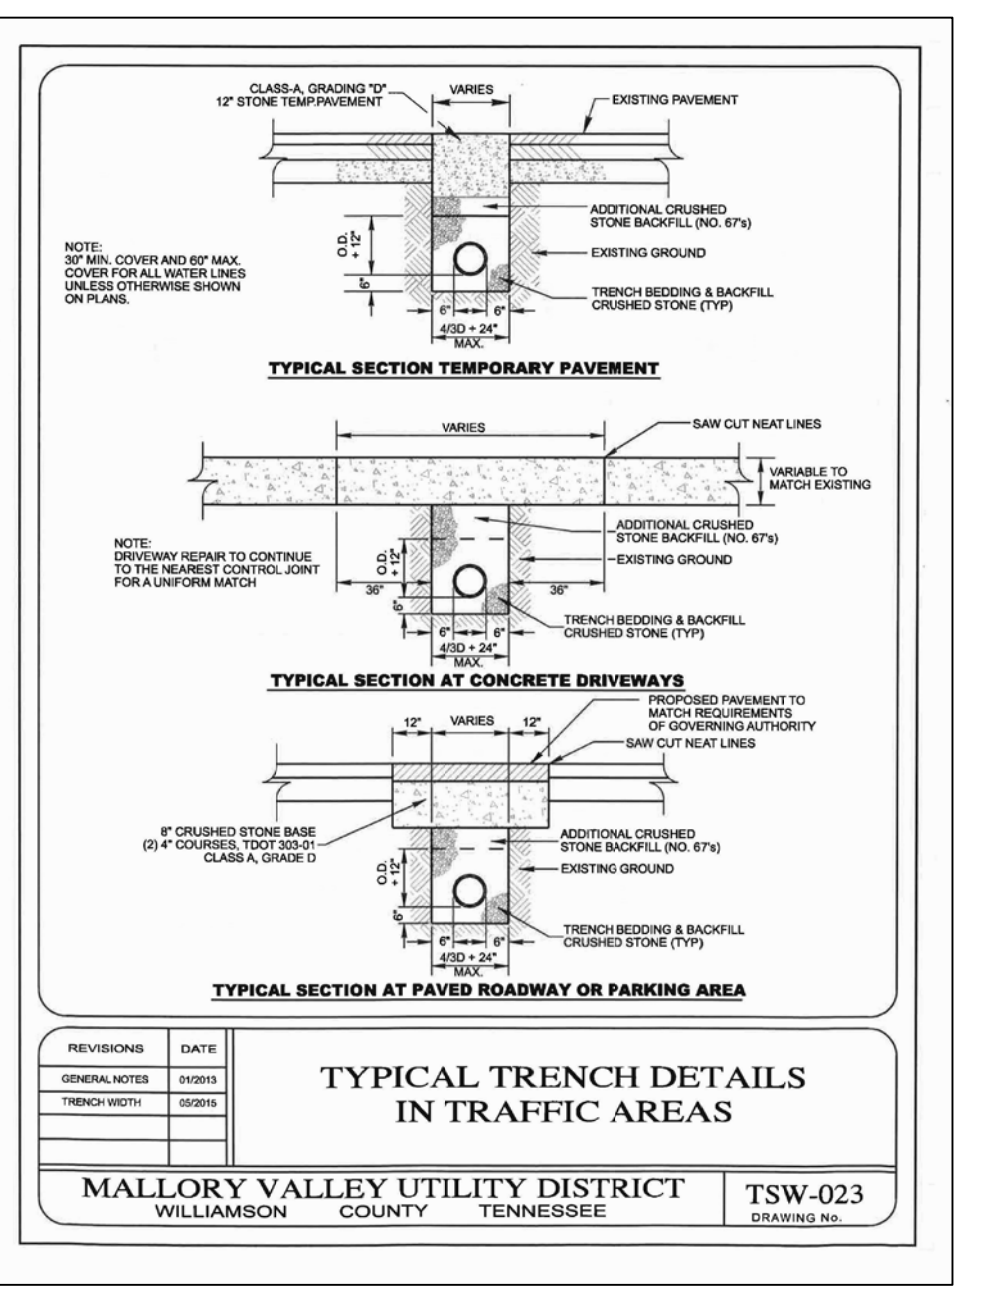 CLASS-A, GRADING "D"
12" STONE TEMP.PAVEMENT
VARIES
EXISTING PAVEMENT
ADDITIONAL CRUSHED
STONE BACKFILL (NO. 67's)
O.D.
+ 12"
EXISTING GROUND
NOTE:
30" MIN. COVER AND 60" MAX.
COVER FOR ALL WATER LINES
UNLESS OTHERWISE SHOWN
ON PLANS.
6"
TRENCH BEDDING & BACKFILL
CRUSHED STONE (TYP)
6" 6"
4/3D + 24"
MAX.
TYPICAL SECTION TEMPORARY PAVEMENT
VARIES
SAW CUT NEAT LINES
VARIABLE TO
MATCH EXISTING
ADDITIONAL CRUSHED
STONE BACKFILL (NO. 67's)
NOTE:
DRIVEWAY REPAIR TO CONTINUE
TO THE NEAREST CONTROL JOINT
FOR A UNIFORM MATCH
O.D.
+ 12"
EXISTING GROUND
36" 36"
6"
TRENCH BEDDING & BACKFILL
CRUSHED STONE (TYP)
6" 6"
4/3D + 24"
MAX.
TYPICAL SECTION AT CONCRETE DRIVEWAYS
PROPOSED PAVEMENT TO
MATCH REQUIREMENTS
OF GOVERNING AUTHORITY
12" VARIES 12"
SAW CUT NEAT LINES
8" CRUSHED STONE BASE
(2) 4" COURSES, TDOT 303-01
CLASS A, GRADE D
ADDITIONAL CRUSHED
STONE BACKFILL (NO. 67's)
O.D.
+ 12"
EXISTING GROUND
6"
TRENCH BEDDING & BACKFILL
CRUSHED STONE (TYP)
6" 6"
4/3D + 24"
MAX.
TYPICAL SECTION AT PAVED ROADWAY OR PARKING AREA
REVISIONS DATE
GENERAL NOTES 01/2013
TRENCH WIDTH 05/2015
TYPICAL TRENCH DETAILS
IN TRAFFIC AREAS
MALLORY VALLEY UTILITY DISTRICT
WILLIAMSON COUNTY TENNESSEE
TSW-023
DRAWING No.